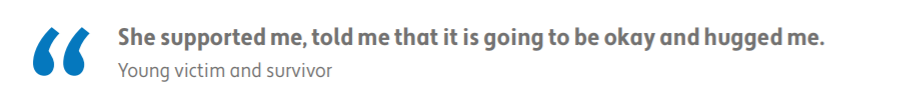 She supported me, told me that it is going to be okay and hugged me.
Young victim and survivor